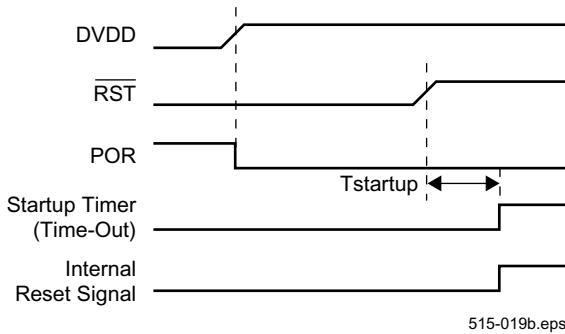 DVDD
RST
POR
Tstartup
Startup Timer
(Time-Out)
Internal
Reset Signal
515-019b.eps